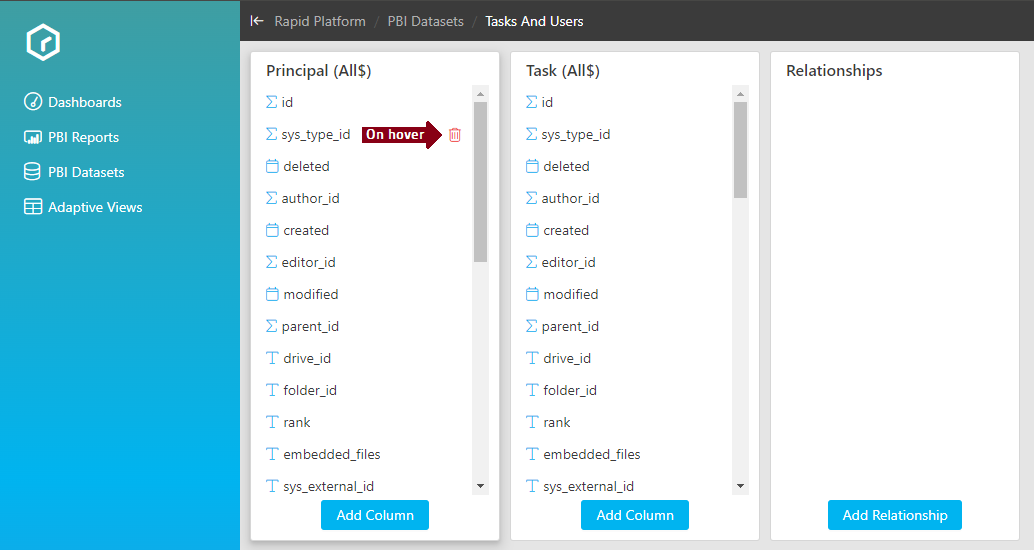 Rapid Platform / PBI Datasets / Tasks And Users
Dashboards
PBI Reports
PBI Datasets
Adaptive Views
Principal (All$)
id
sys_type_id
On hover
deleted
author_id
created
editor_id
modified
parent_id
drive_id
folder_id
rank
embedded_files
sys_external_id
Add Column
Task (All$)
id
sys_type_id
deleted
author_id
created
editor_id
modified
parent_id
drive_id
folder_id
rank
embedded_files
sys_external_id
Add Column
Relationships
Add Relationship